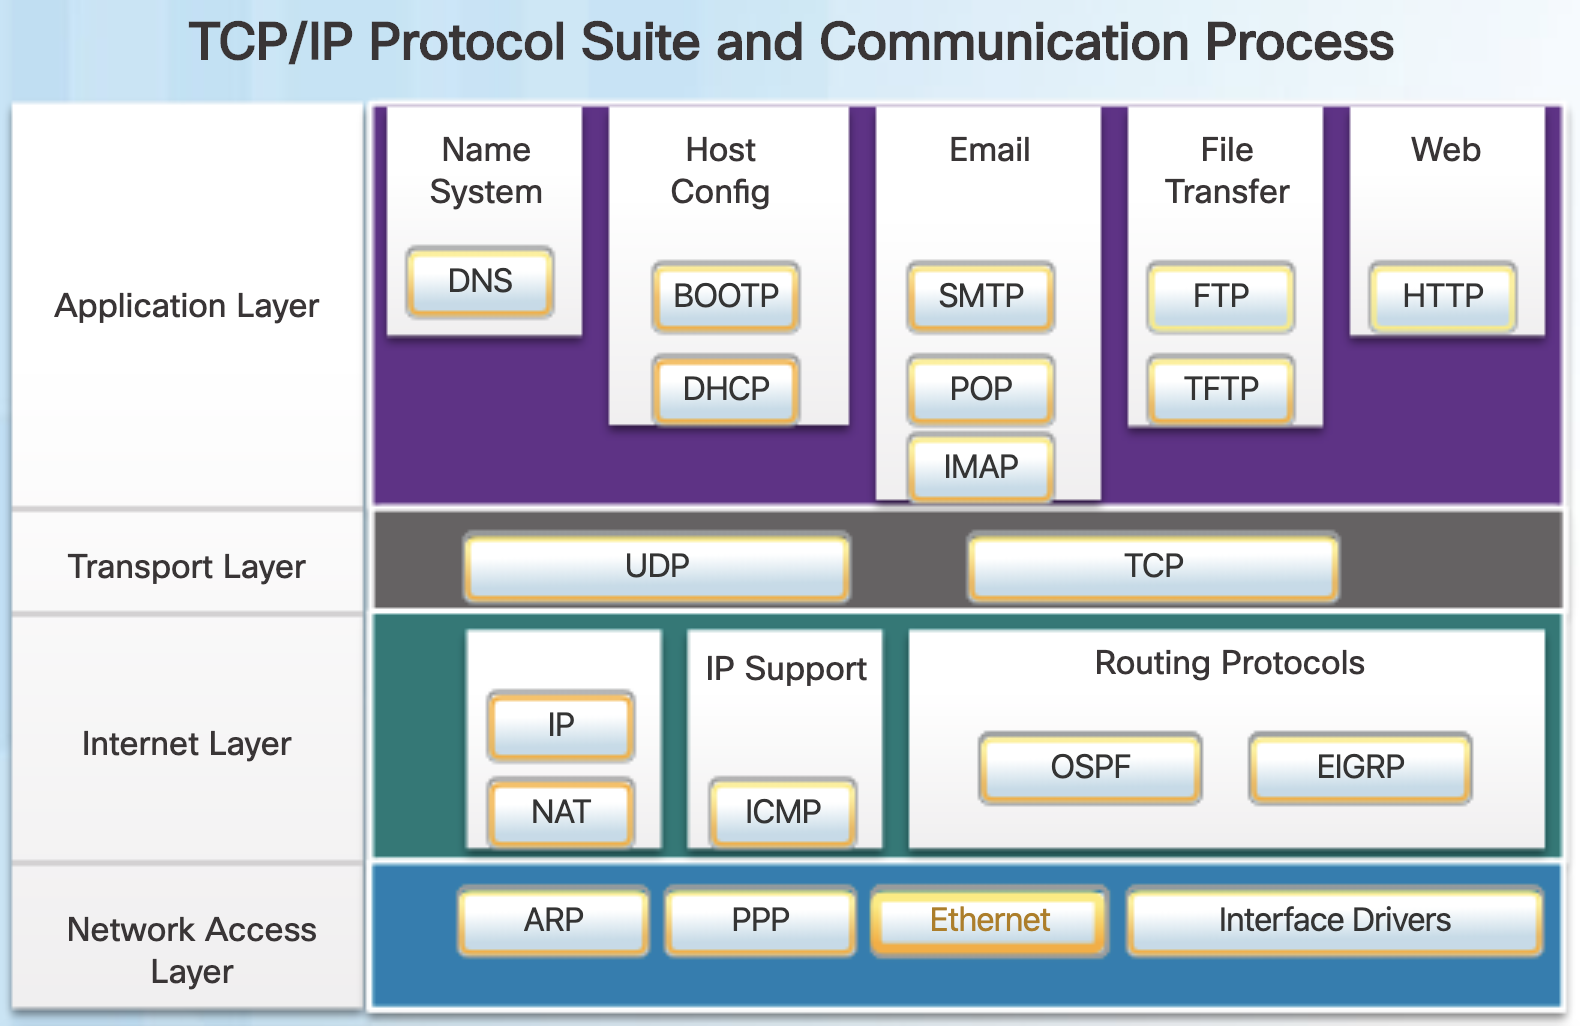 TCP/IP Protocol Suite and Communication Process
Application Layer
Name
System
DNS
Host
Config
BOOTP
DHCP
Email
SMTP
POP
IMAP
File
Transfer
FTP
TFTP
Web
HTTP
Transport Layer
UDP
TCP
Internet Layer
IP
NAT
IP Support
ICMP
Routing Protocols
OSPF
EIGRP
Network Access
Layer
ARP
PPP
Ethernet
Interface Drivers